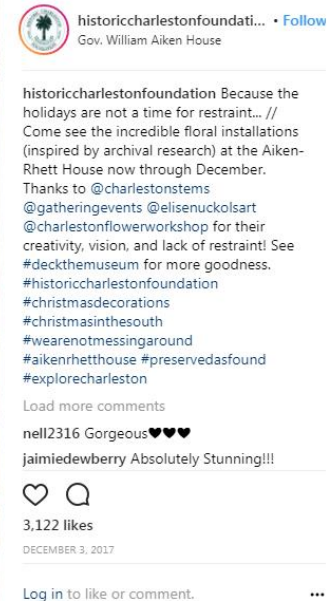 historiccharlestonfoundati... • Follow
Gov. William Aiken House
historiccharlestonfoundation Because the
holidays are not a time for restraint... //
Come see the incredible floral installations
(inspired by archival research) at the Aiken-
Rhett House now through December.
Thanks to @charlestonstems
@gatheringevents @elisenuckolsart
@charlestonflowerworkshop for their
creativity, vision, and lack of restraint! See
#deckthemuseum for more goodness.
#historiccharlestonfoundation
#christmasdecorations
#christmasinthesouth
#wearenotmessingaround
#aikenrhetthouse #preservedasfound
#explorecharleston
Load more comments
nell2316 Gorgeous♥♥♥
jaimiedewberry Absolutely Stunning!!!
3,122 likes
DECEMBER 3, 2017
Log in to like or comment.